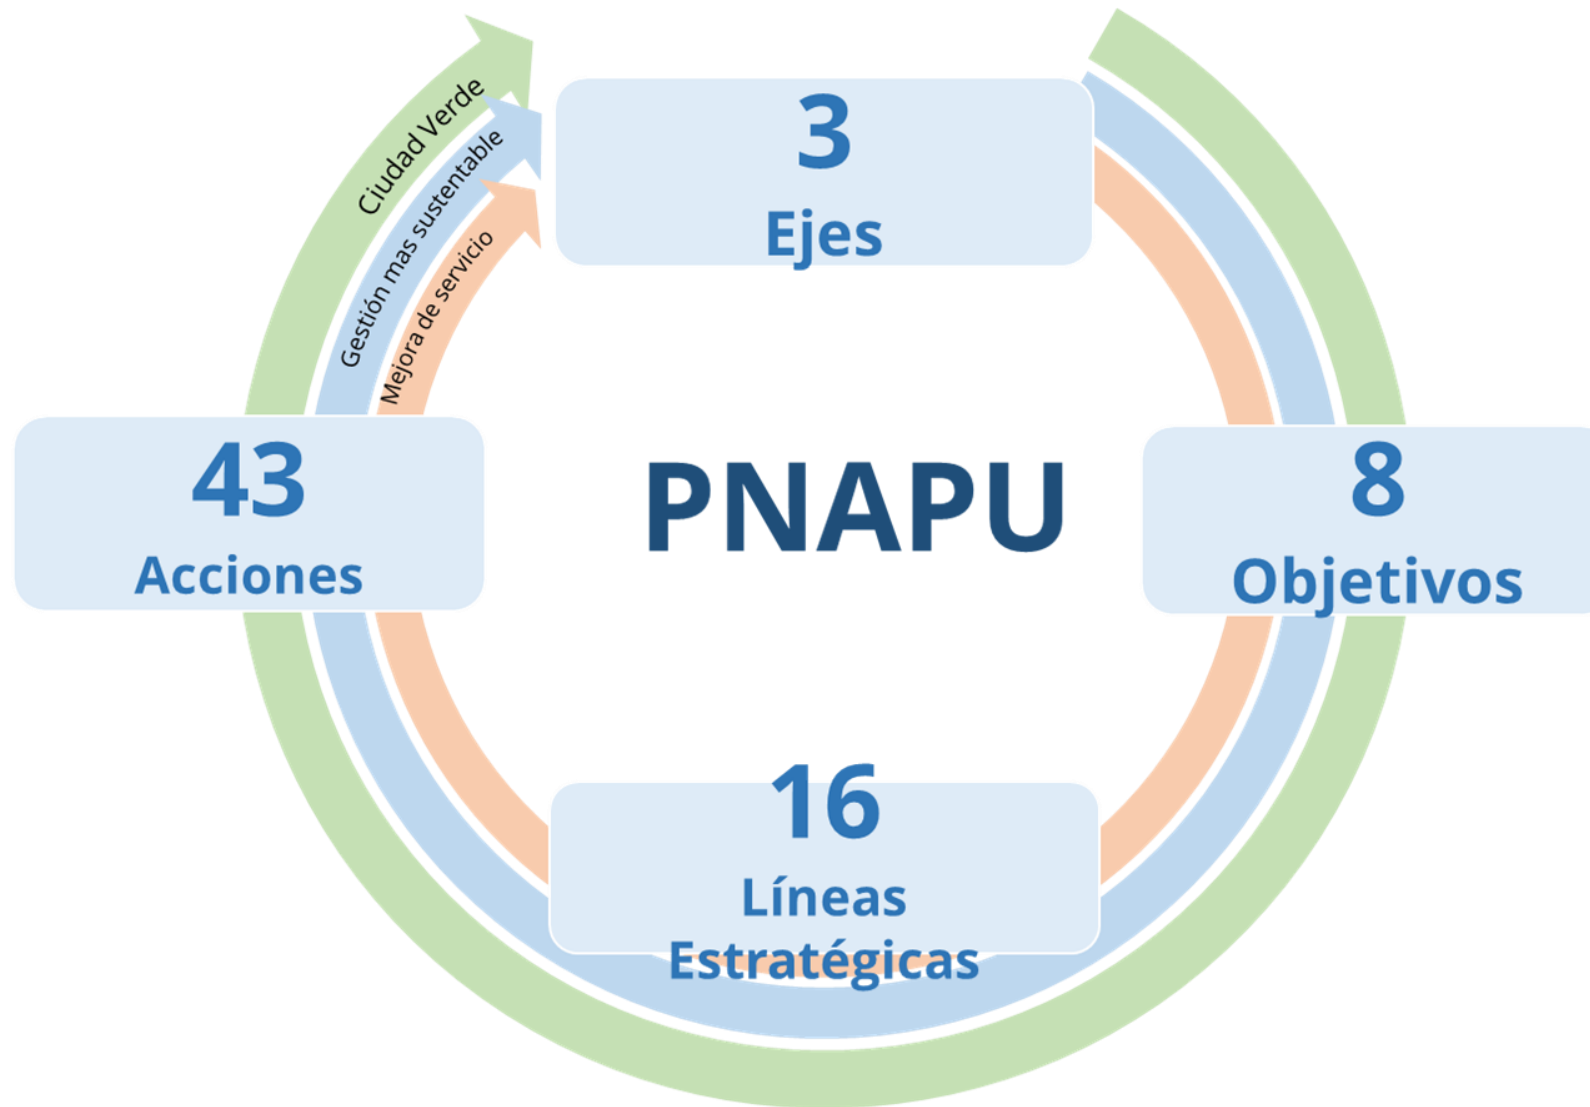 Ciudad Verde
Gestión mas sustentable
Mejora de servicio
3
Ejes
43
Acciones
PNAPU
8
Objetivos
16
Líneas
Estratégicas